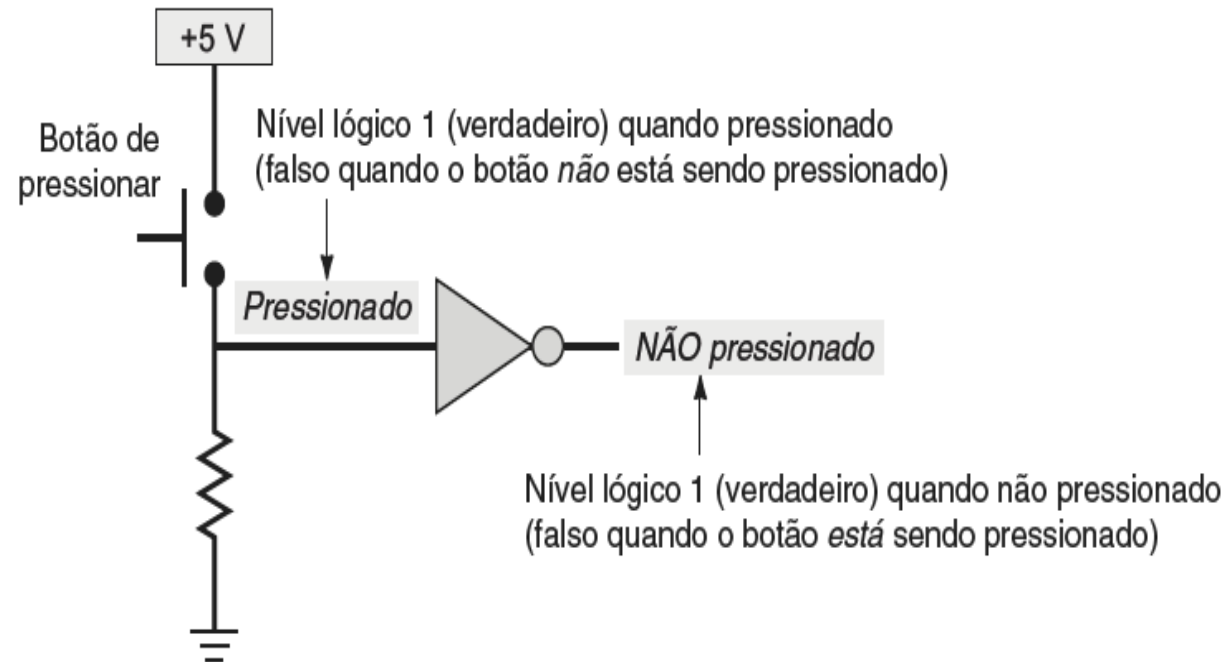 +5 V
Botão de
pressionar
Nível lógico 1 (verdadeiro) quando pressionado
(falso quando o botão não está sendo pressionado)
Pressionado
NÃO pressionado
Nível lógico 1 (verdadeiro) quando não pressionado
(falso quando o botão está sendo pressionado)